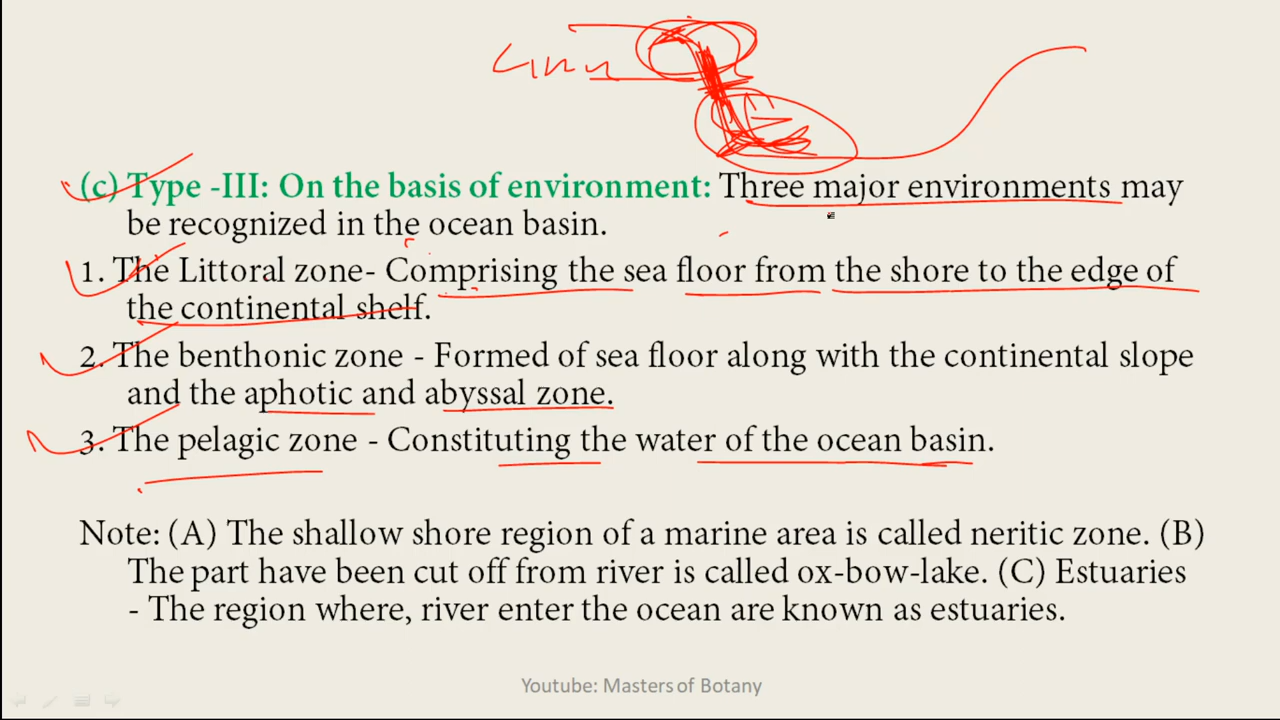 (c) Type -III: On the basis of environment: Three major environments may
be recognized in the ocean basin.
1. The Littoral zone- Comprising the sea floor from the shore to the edge of
the continental shelf.
2. The benthonic zone - Formed of sea floor along with the continental slope
and the aphotic and abyssal zone.
3. The pelagic zone - Constituting the water of the ocean basin.
Note: (A) The shallow shore region of a marine area is called neritic zone. (B)
The part have been cut off from river is called ox-bow-lake. (C) Estuaries
- The region where, river enter the ocean are known as estuaries.
Youtube: Masters of Botany